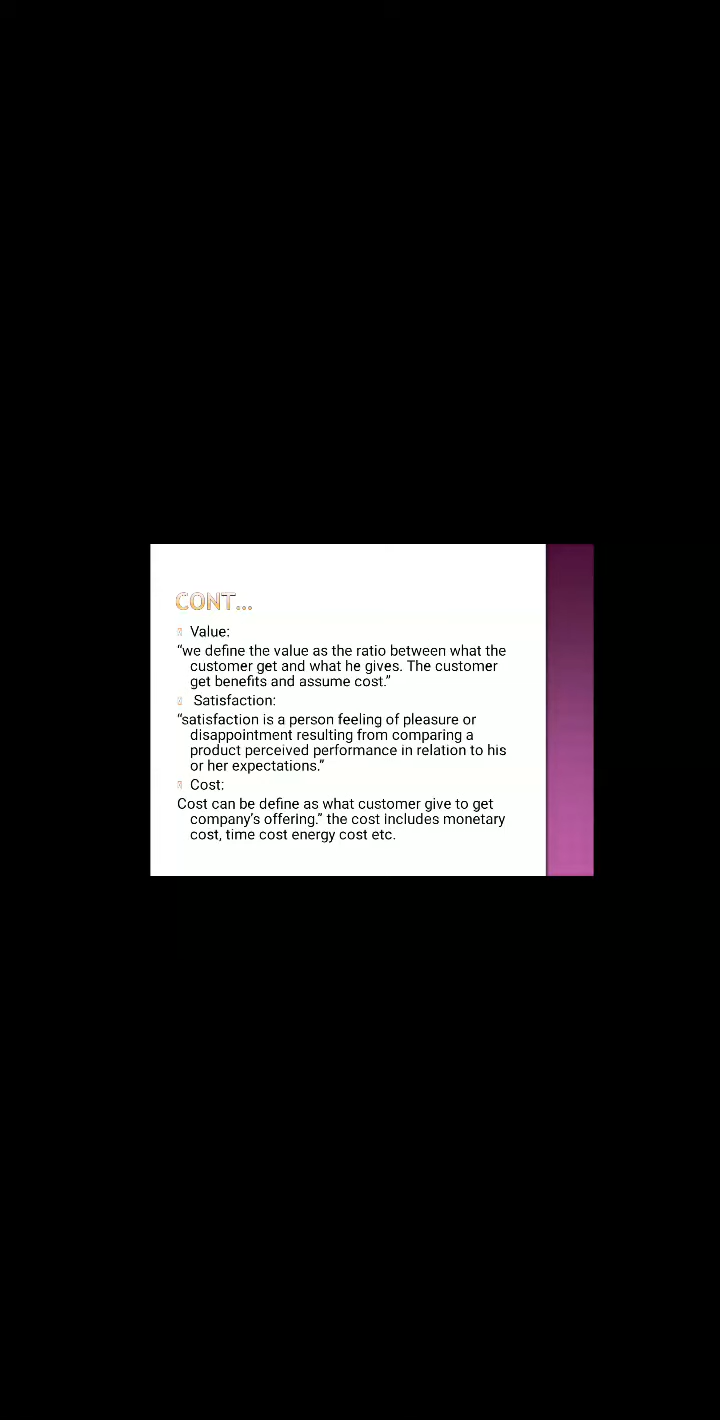 CONT...
Value:
“we define the value as the ratio between what the
customer get and what he gives. The customer
get benefits and assume cost.”
Satisfaction:
“satisfaction is a person feeling of pleasure or
disappointment resulting from comparing a
product perceived performance in relation to his
or her expectations.”
Cost:
Cost can be define as what customer give to get
company’s offering.” the cost includes monetary
cost, time cost energy cost etc.